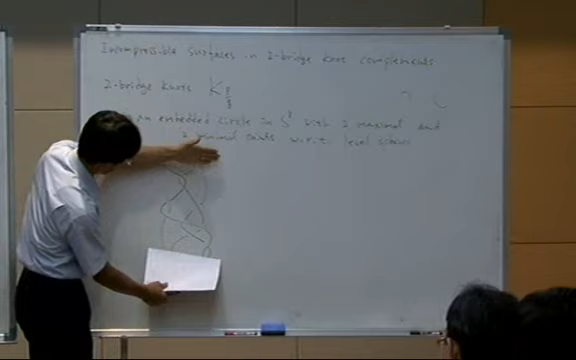 Incompressible surfaces in 2-bridge knot complements
2-bridge knots K p/q
an embedded circle in S³ with 2 maximal and
2 minimal points w.r.t. level spheres